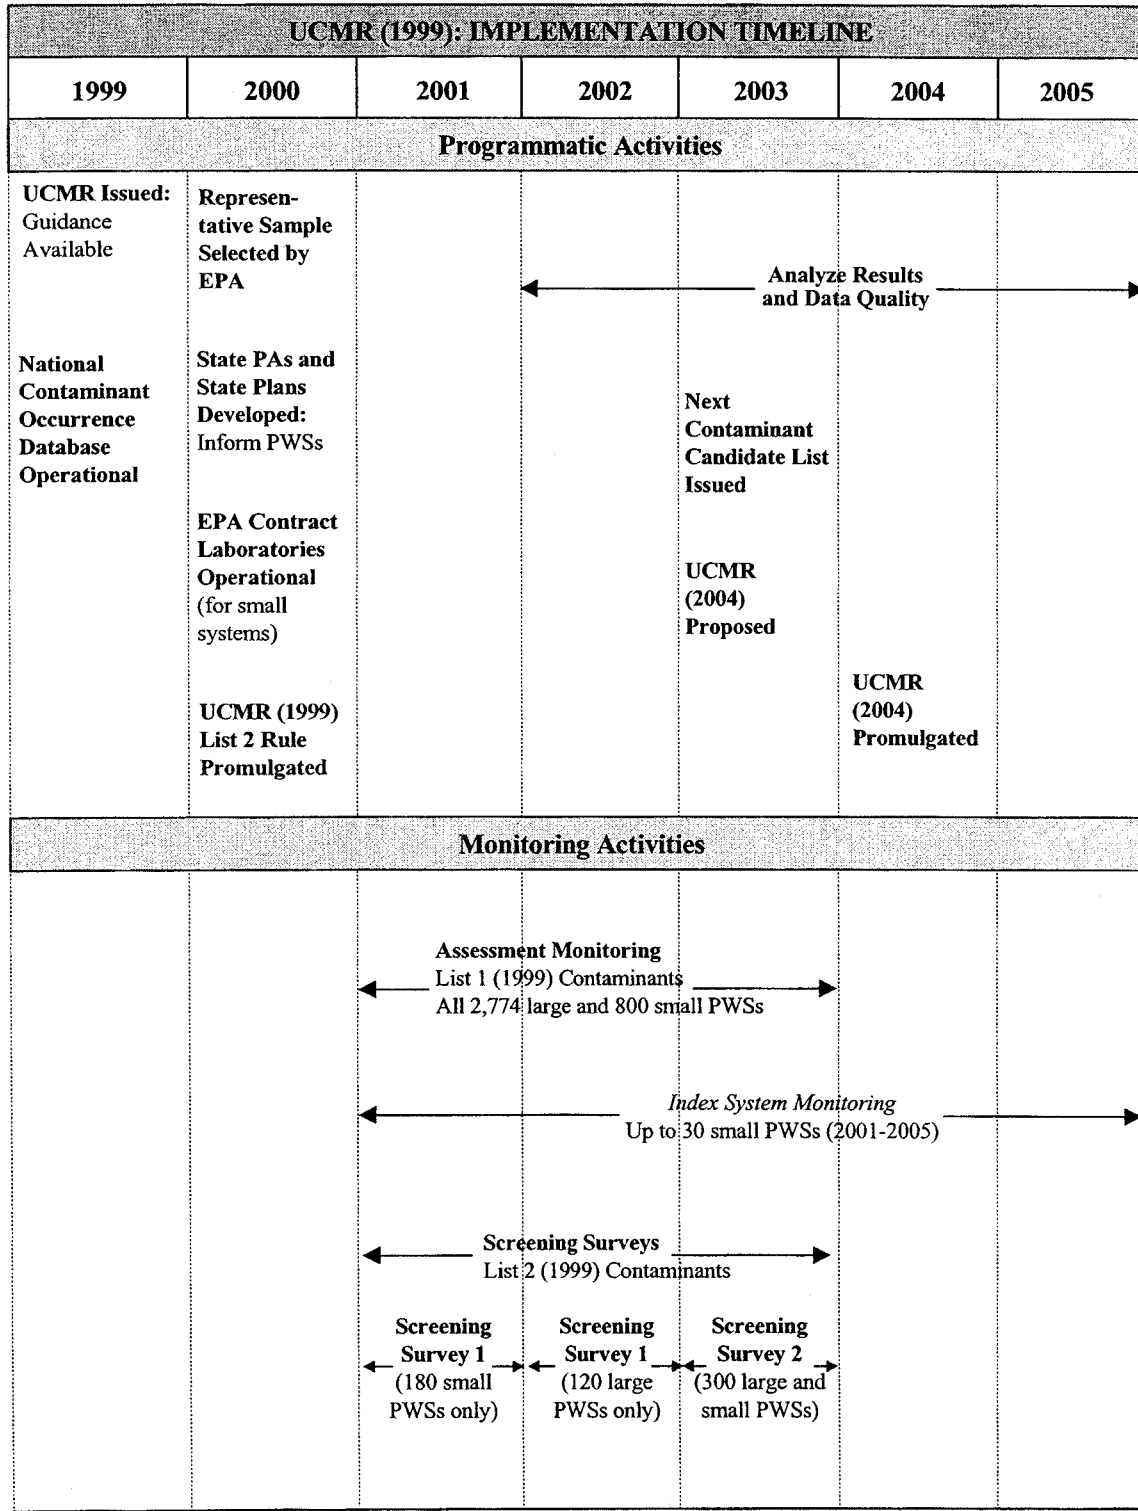 UCMR (1999): IMPLEMENTATION TIMELINE
1999 2000 2001 2002 2003 2004 2005
Programmatic Activities
UCMR Issued:
Guidance
Available
National
Contaminant
Occurrence
Database
Operational
Represen-
tative Sample
Selected by
EPA
State PAs and
State Plans
Developed:
Inform PWSs
EPA Contract
Laboratories
Operational
(for small
systems)
UCMR (1999)
List 2 Rule
Promulgated
Analyze Results
and Data Quality
Next
Contaminant
Candidate List
Issued
UCMR
(2004)
Proposed
UCMR
(2004)
Promulgated
Monitoring Activities
Assessment Monitoring
List 1 (1999) Contaminants
All 2,774 large and 800 small PWSs
Index System Monitoring
Up to 30 small PWSs (2001-2005)
Screening Surveys
List 2 (1999) Contaminants
Screening
Survey 1
(180 small
PWSs only)
Screening
Survey 1
(120 large
PWSs only)
Screening
Survey 2
(300 large and
small PWSs)